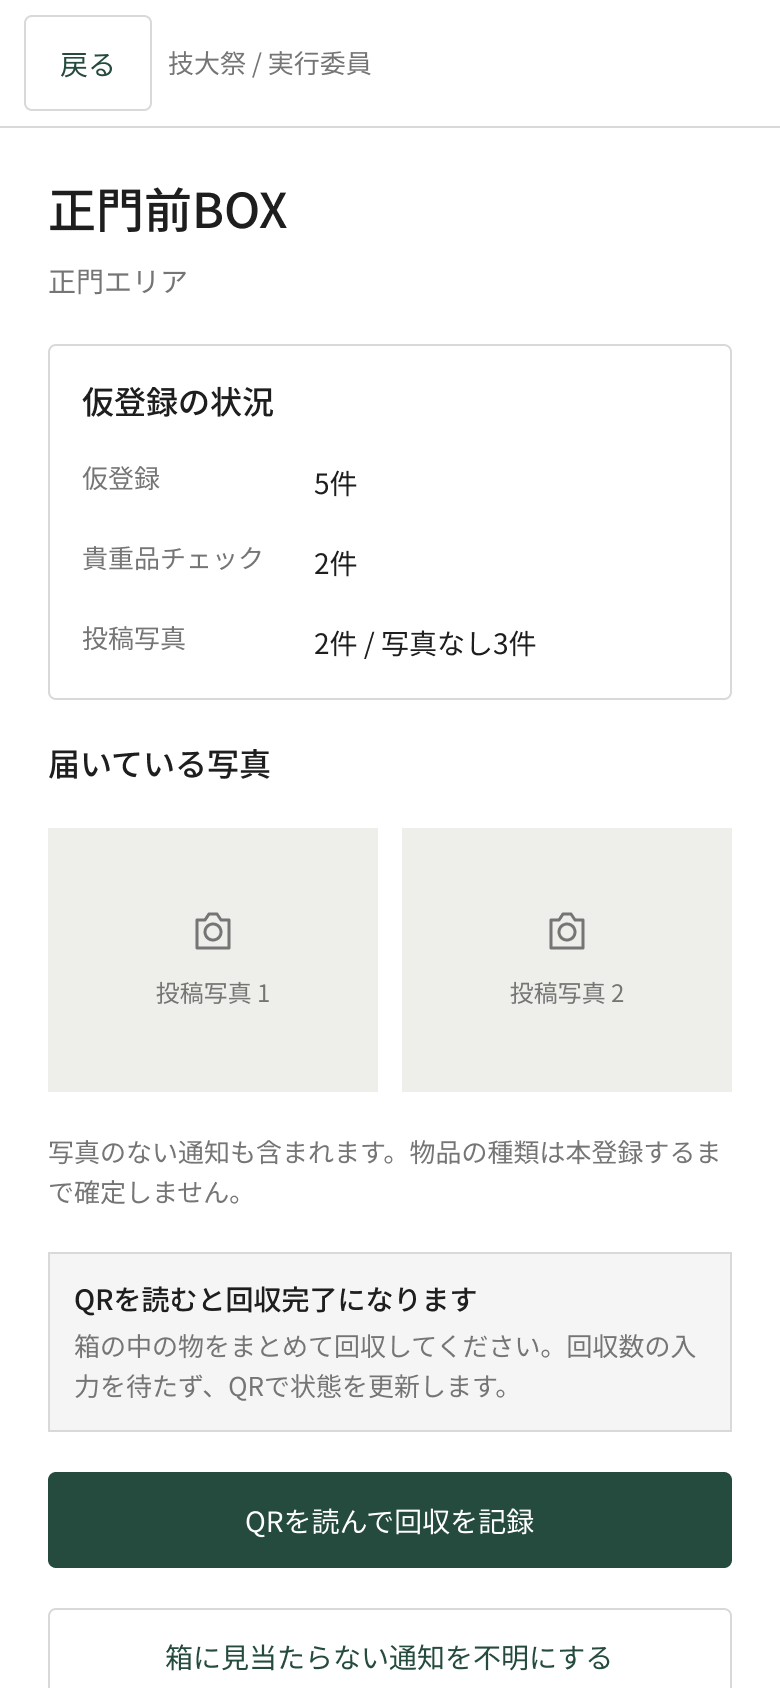 戻る
技大祭 / 実行委員
正門前BOX
正門エリア
仮登録の状況
仮登録
5件
貴重品チェック
2件
投稿写真
2件 / 写真なし3件
届いている写真
投稿写真 1
投稿写真 2
写真のない通知も含まれます。物品の種類は本登録するま
で確定しません。
QRを読むと回収完了になります
箱の中の物をまとめて回収してください。回収数の入
力を待たず、QRで状態を更新します。
QRを読んで回収を記録
箱に見当たらない通知を不明にする